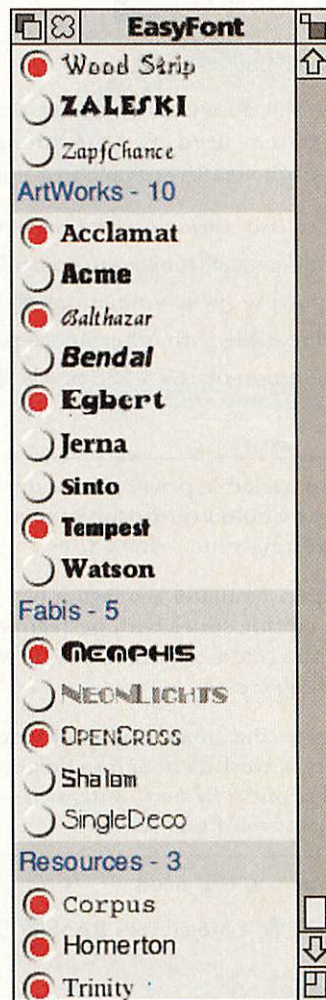 EasyFont
Wood Strip
ZALESKI
ZapfChance
ArtWorks - 10
Acclamat
Acme
Balthazar
Bendal
Egbert
Jerna
Sinto
Tempest
Watson
Fabis - 5
MEMPHIS
NEONLIGHTS
OPENCROSS
Shalom
SingleDeco
Resources - 3
Corpus
Homerton
Trinity